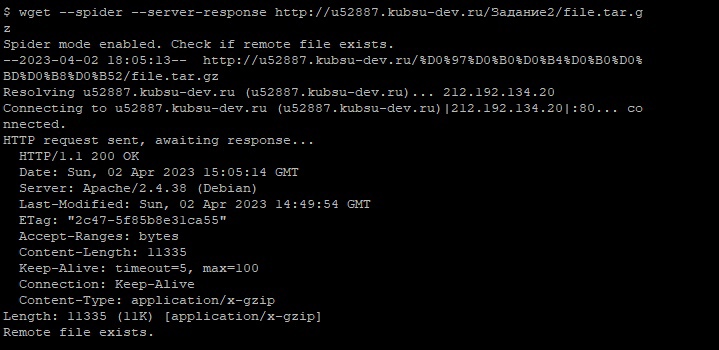 $ wget --spider --server-response http://u52887.kubsu-dev.ru/Задание2/file.tar.g
z
Spider mode enabled. Check if remote file exists.
--2023-04-02 18:05:13--  http://u52887.kubsu-dev.ru/%D0%97%D0%B0%D0%B4%D0%B0%D0%
BD%D0%B8%D0%B52/file.tar.gz
Resolving u52887.kubsu-dev.ru (u52887.kubsu-dev.ru)... 212.192.134.20
Connecting to u52887.kubsu-dev.ru (u52887.kubsu-dev.ru)|212.192.134.20|:80... co
nnected.
HTTP request sent, awaiting response...
  HTTP/1.1 200 OK
  Date: Sun, 02 Apr 2023 15:05:14 GMT
  Server: Apache/2.4.38 (Debian)
  Last-Modified: Sun, 02 Apr 2023 14:49:54 GMT
  ETag: "2c47-5f85b8e31ca55"
  Accept-Ranges: bytes
  Content-Length: 11335
  Keep-Alive: timeout=5, max=100
  Connection: Keep-Alive
  Content-Type: application/x-gzip
Length: 11335 (11K) [application/x-gzip]
Remote file exists.